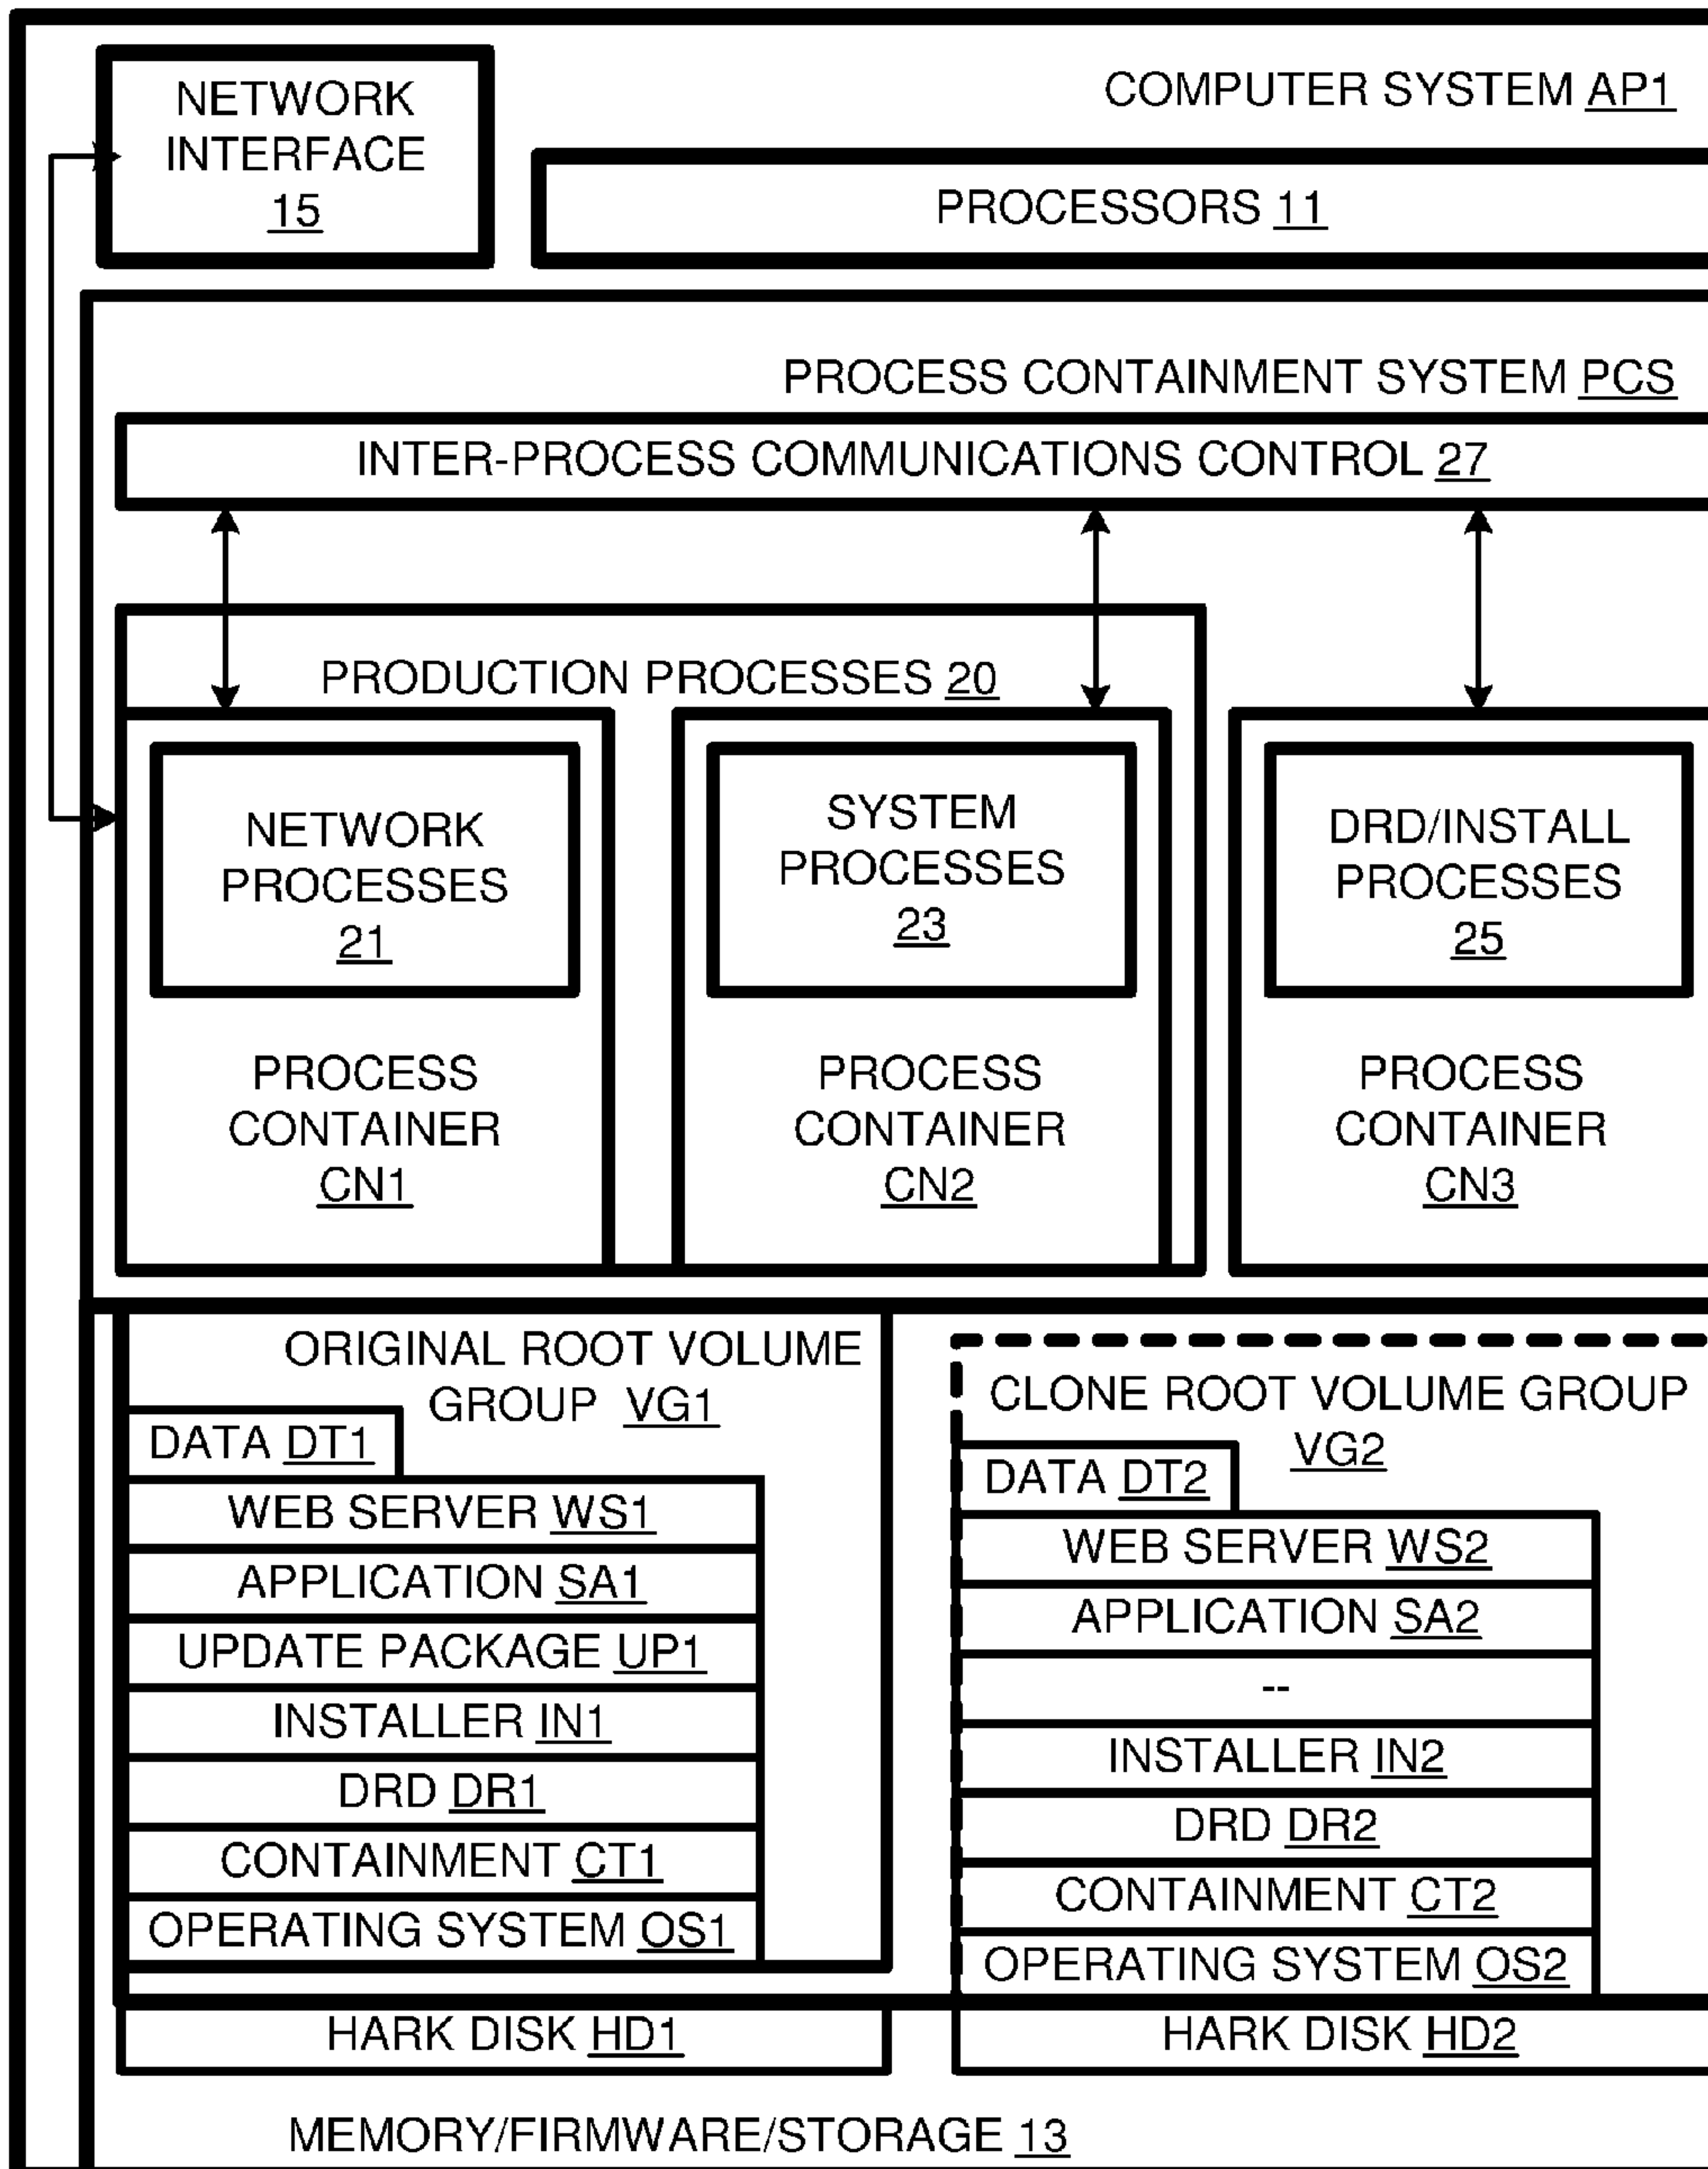 NETWORK
INTERFACE
15
COMPUTER SYSTEM AP1
PROCESSORS 11
PROCESS CONTAINMENT SYSTEM PCS
INTER-PROCESS COMMUNICATIONS CONTROL 27
PRODUCTION PROCESSES 20
NETWORK
PROCESSES
21
PROCESS
CONTAINER
CN1
SYSTEM
PROCESSES
23
PROCESS
CONTAINER
CN2
DRD/INSTALL
PROCESSES
25
PROCESS
CONTAINER
CN3
ORIGINAL ROOT VOLUME
GROUP VG1
DATA DT1
WEB SERVER WS1
APPLICATION SA1
UPDATE PACKAGE UP1
INSTALLER IN1
DRD DR1
CONTAINMENT CT1
OPERATING SYSTEM OS1
HARK DISK HD1
CLONE ROOT VOLUME GROUP
VG2
DATA DT2
WEB SERVER WS2
APPLICATION SA2
--
INSTALLER IN2
DRD DR2
CONTAINMENT CT2
OPERATING SYSTEM OS2
HARK DISK HD2
MEMORY/FIRMWARE/STORAGE 13